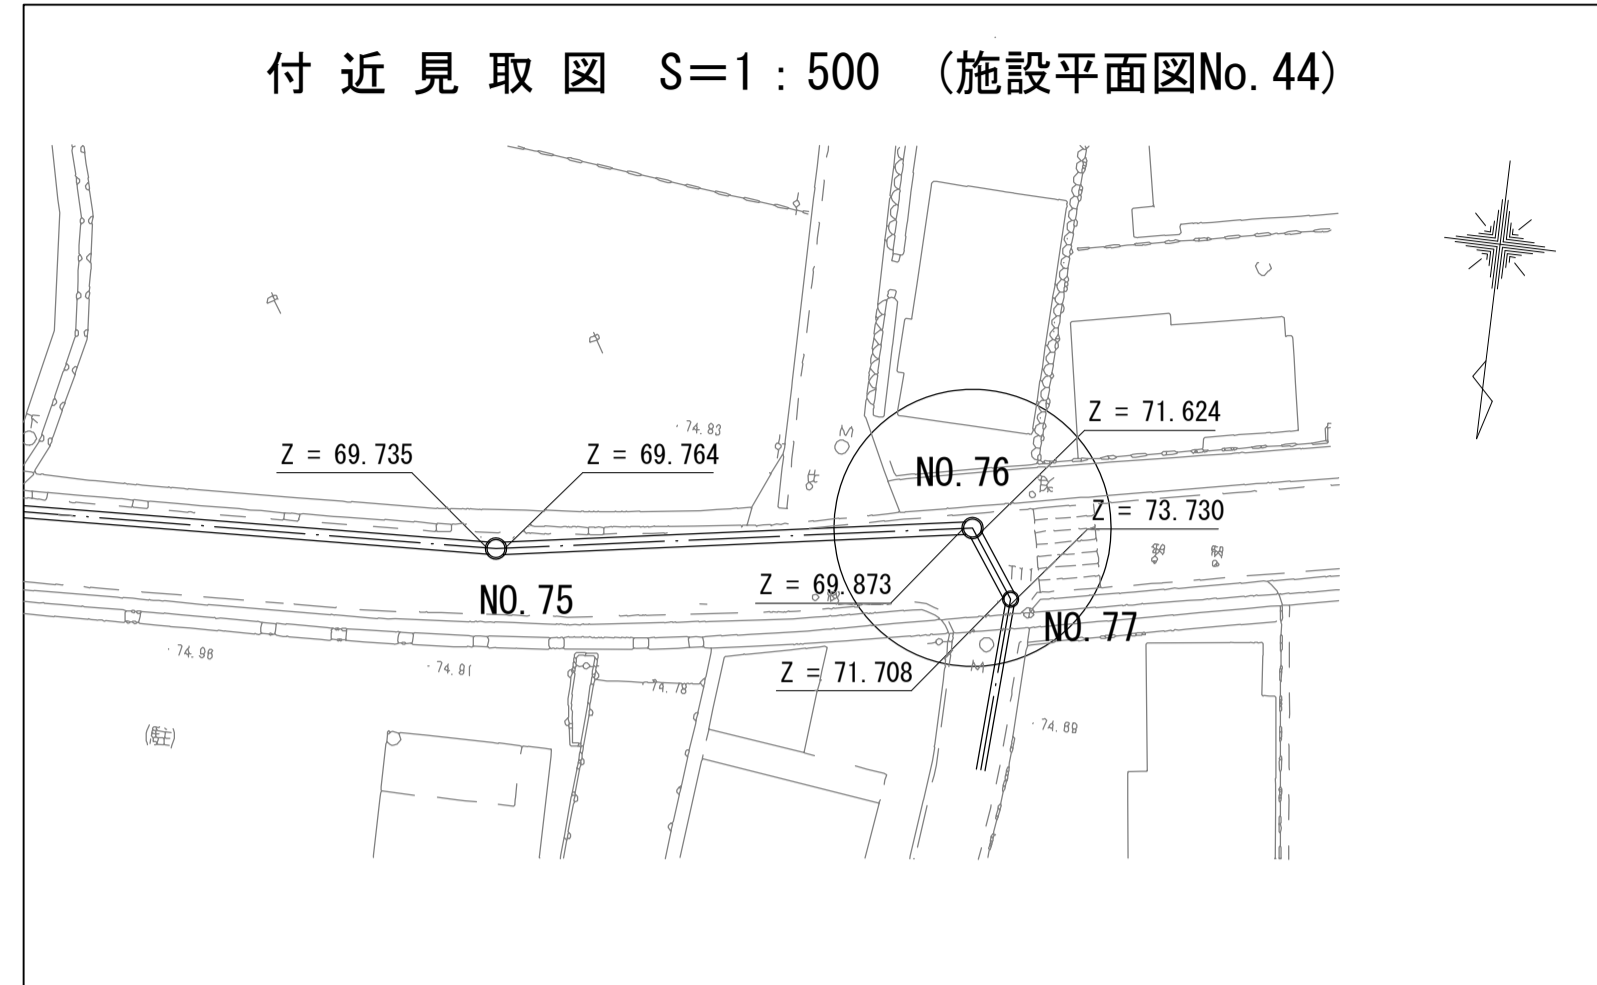 付近見取図 S=1:500 (施設平面図No.44)
74.83
Z = 71.624
Z = 69.735
Z = 69.764
M
下
NO.76
Z = 73.730
Z = 69.873
NO.75
NO.77
Z = 71.708
M
74.96
74.81
74.78
74.88
(駐)